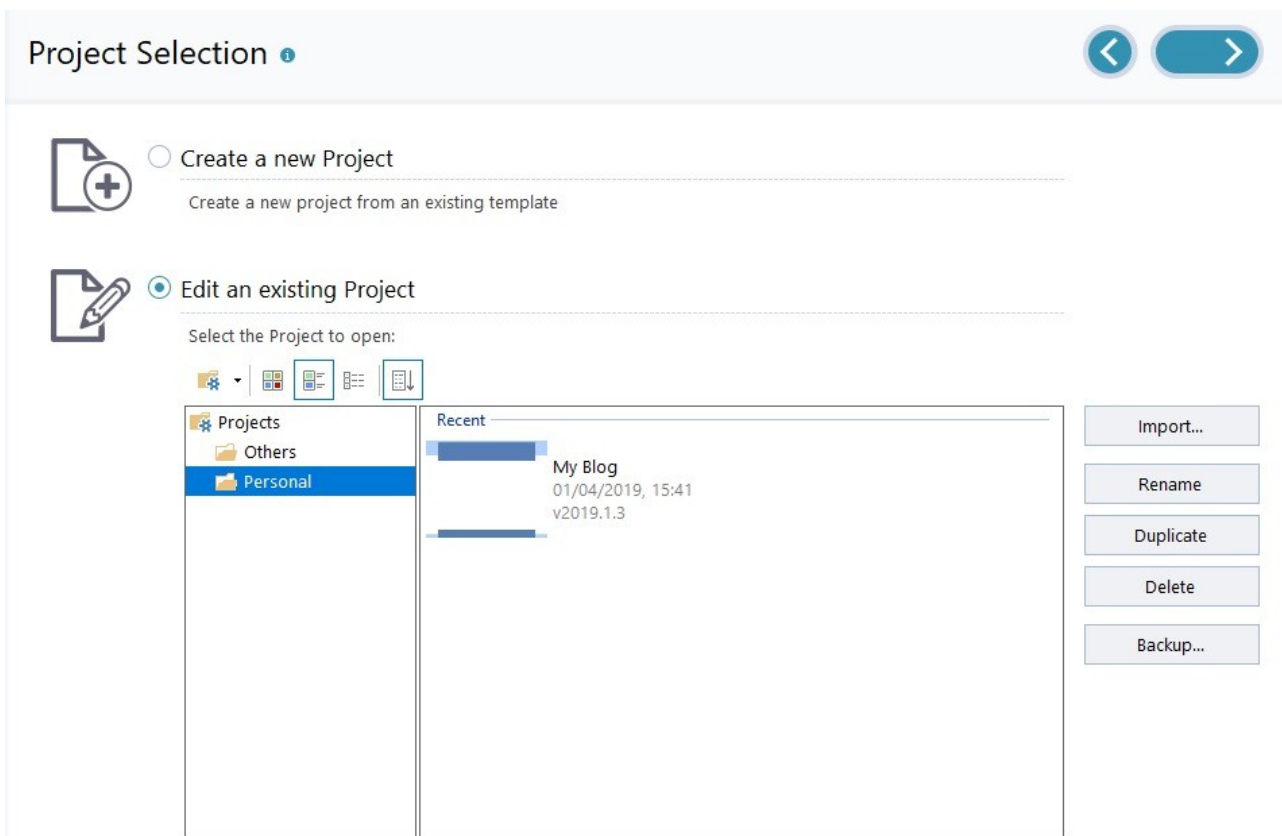 Project Selection
Create a new Project
Create a new project from an existing template
Edit an existing Project
Select the Project to open:
Projects
Others
Personal
Recent
My Blog
01/04/2019, 15:41
v2019.1.3
Import...
Rename
Duplicate
Delete
Backup...